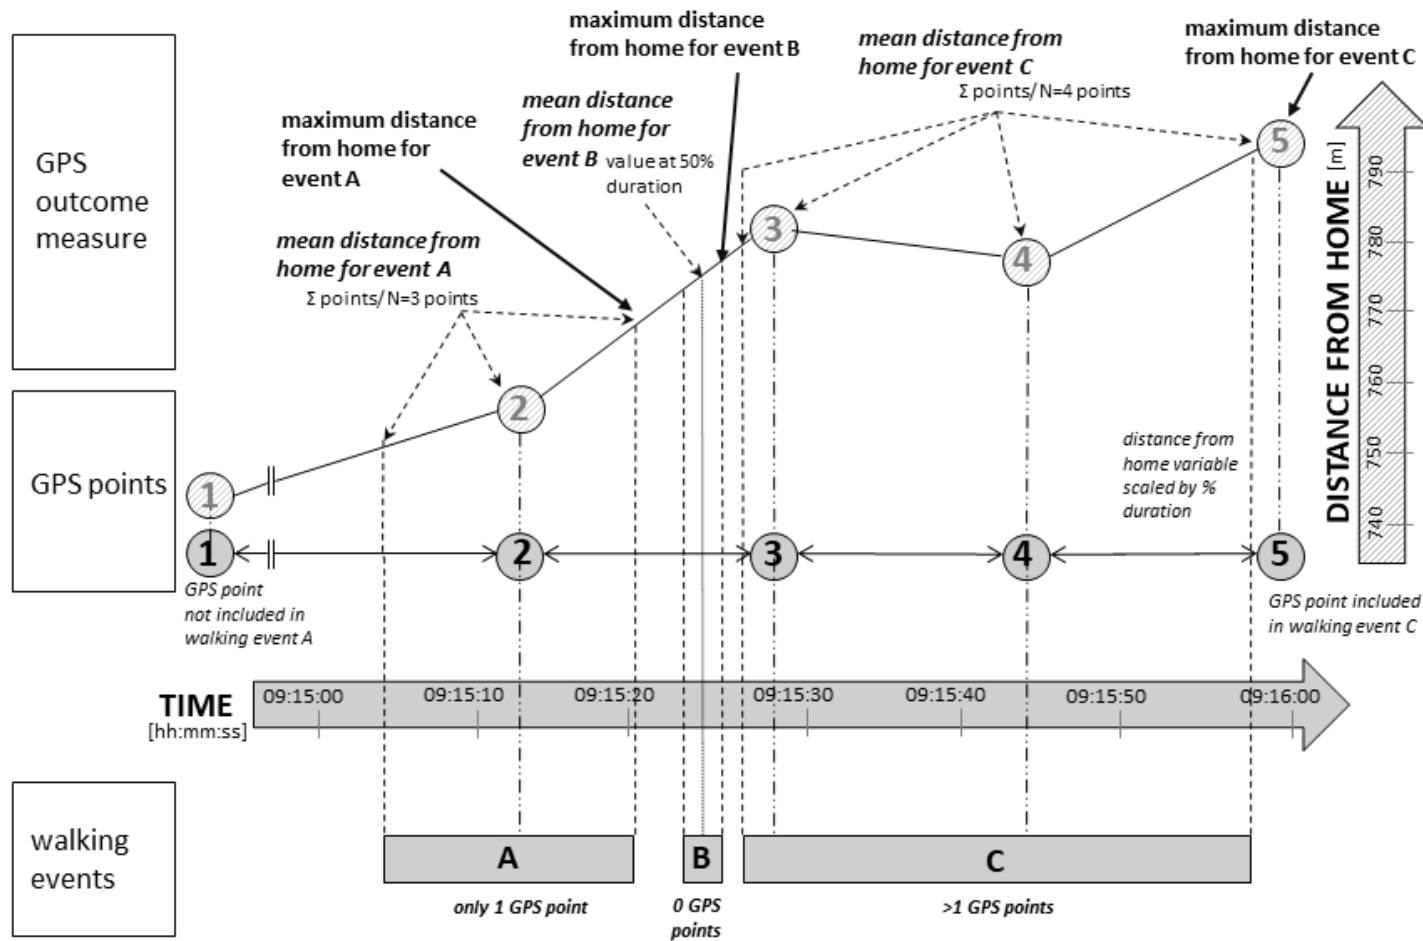 maximum distance
from home for event B
mean distance from
home for event C
Σ points/ N=4 points
maximum distance
from home for event C
mean distance
from home for
event B value at 50%
duration
maximum distance
from home for
event A
GPS
outcome
measure
mean distance from
home for event A
Σ points/ N=3 points
5
3
4
2
1
DISTANCE FROM HOME [m]
790
780
770
760
750
740
distance from
home variable
scaled by %
duration
GPS points
1
2
3
4
5
GPS point
not included in
walking event A
GPS point included
in walking event C
TIME
[hh:mm:ss]
09:15:00
09:15:10
09:15:20
09:15:30
09:15:40
09:15:50
09:16:00
walking
events
A
B
C
only 1 GPS point
0 GPS
points
>1 GPS points